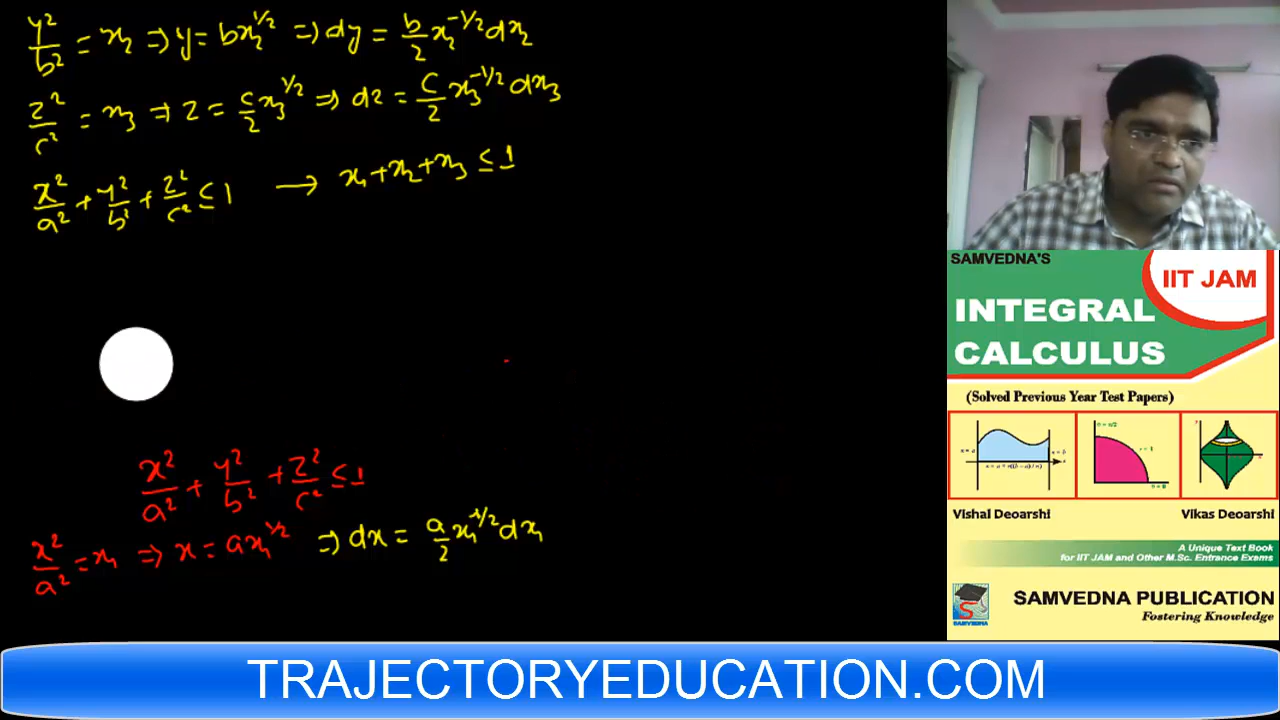 y²/b² = x₂ ⇒ y = bx₂^1/2 ⇒ dy = b/2 x₂^-1/2 dx₂
z²/c² = x₃ ⇒ z = c/2 x₃^1/2 ⇒ dz = c/2 x₃^-1/2 dx₃
x²/a² + y²/b² + z²/c² ≤ 1 → x₁+x₂+x₃ ≤ 1
x²/a² + y²/b² + z²/c² ≤ 1
x²/a² = x₁ ⇒ x = ax₁^1/2 ⇒ dx = a/2 x₁^-1/2 dx₁
SAMVEDNA'S
IIT JAM
INTEGRAL
CALCULUS
(Solved Previous Year Test Papers)
Vishal Deoarshi
Vikas Deoarshi
A Unique Text Book
for IIT JAM and Other M.Sc. Entrance Exams
SAMVEDNA
SAMVEDNA PUBLICATION
Fostering Knowledge
TRAJECTORYEDUCATION.COM